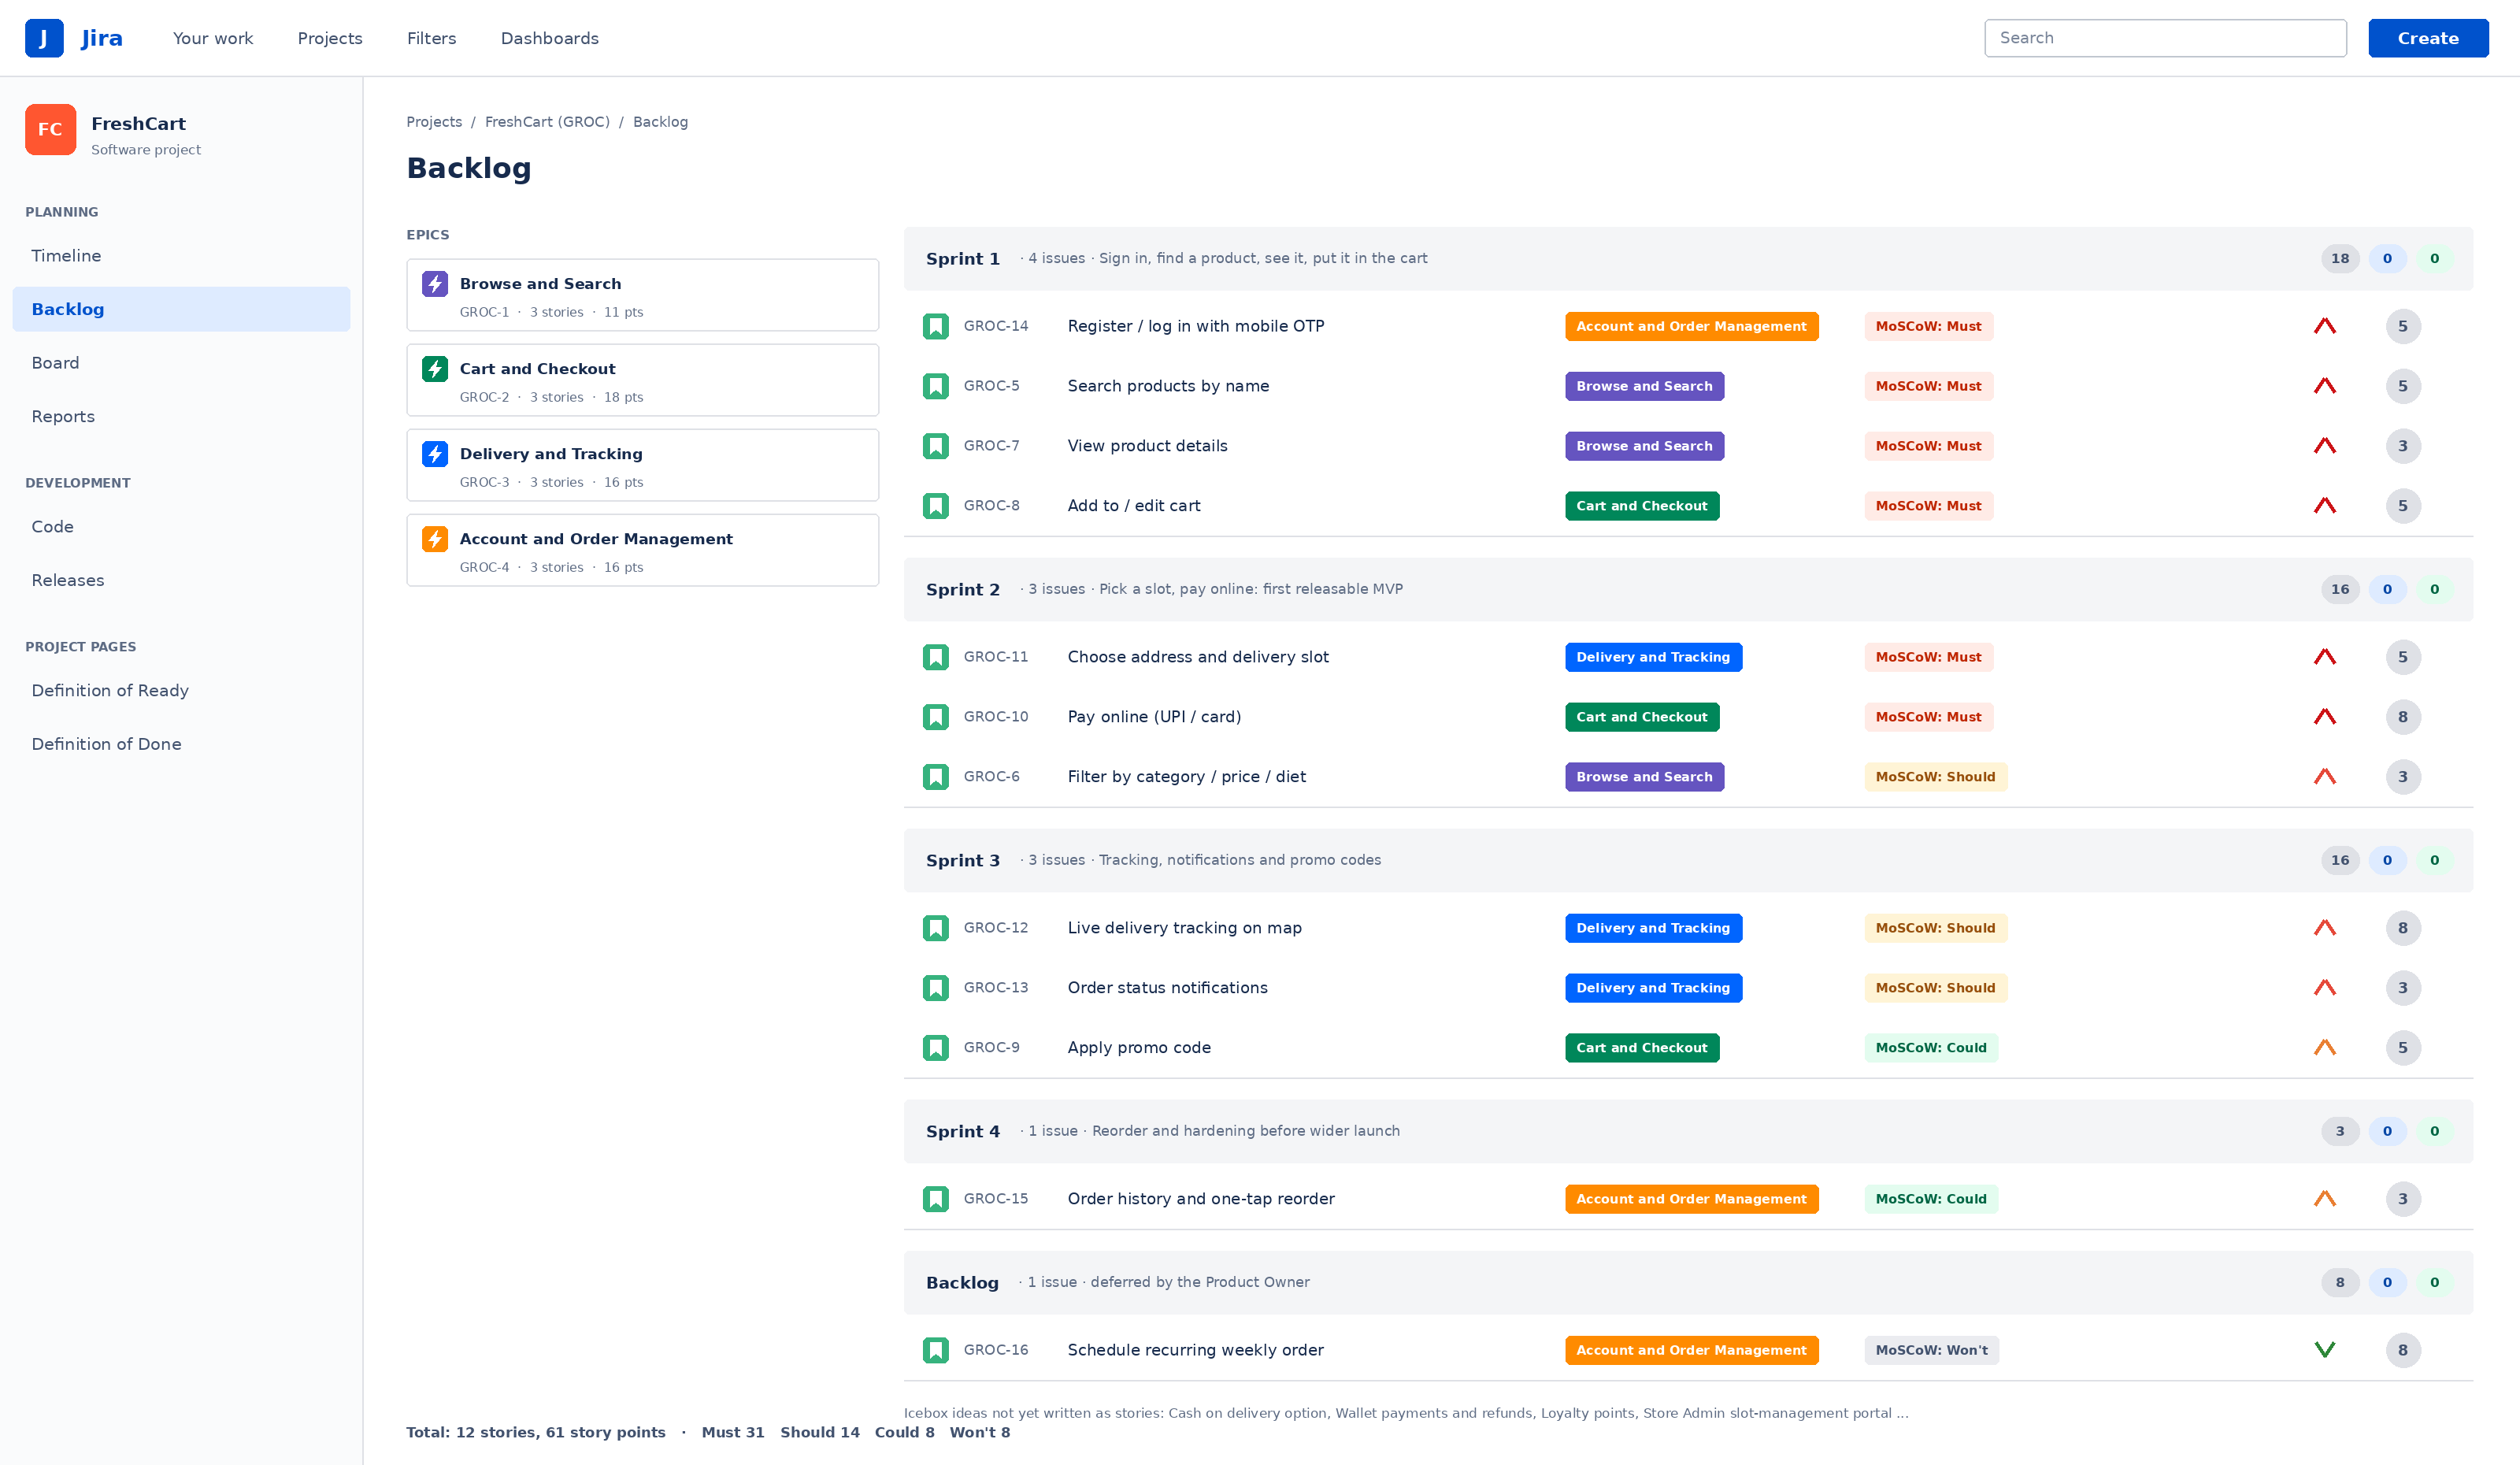 J Jira Your work Projects Filters Dashboards Search Create
FC FreshCart
Software project
PLANNING
Timeline
Backlog
Board
Reports
DEVELOPMENT
Code
Releases
PROJECT PAGES
Definition of Ready
Definition of Done
Projects / FreshCart (GROC) / Backlog
Backlog
EPICS
Browse and Search
GROC-1 · 3 stories · 11 pts
Cart and Checkout
GROC-2 · 3 stories · 18 pts
Delivery and Tracking
GROC-3 · 3 stories · 16 pts
Account and Order Management
GROC-4 · 3 stories · 16 pts
Sprint 1 · 4 issues · Sign in, find a product, see it, put it in the cart 18 0 0
GROC-14 Register / log in with mobile OTP Account and Order Management MoSCoW: Must 5
GROC-5 Search products by name Browse and Search MoSCoW: Must 5
GROC-7 View product details Browse and Search MoSCoW: Must 3
GROC-8 Add to / edit cart Cart and Checkout MoSCoW: Must 5
Sprint 2 · 3 issues · Pick a slot, pay online: first releasable MVP 16 0 0
GROC-11 Choose address and delivery slot Delivery and Tracking MoSCoW: Must 5
GROC-10 Pay online (UPI / card) Cart and Checkout MoSCoW: Must 8
GROC-6 Filter by category / price / diet Browse and Search MoSCoW: Should 3
Sprint 3 · 3 issues · Tracking, notifications and promo codes 16 0 0
GROC-12 Live delivery tracking on map Delivery and Tracking MoSCoW: Should 8
GROC-13 Order status notifications Delivery and Tracking MoSCoW: Should 3
GROC-9 Apply promo code Cart and Checkout MoSCoW: Could 5
Sprint 4 · 1 issue · Reorder and hardening before wider launch 3 0 0
GROC-15 Order history and one-tap reorder Account and Order Management MoSCoW: Could 3
Backlog · 1 issue · deferred by the Product Owner 8 0 0
GROC-16 Schedule recurring weekly order Account and Order Management MoSCoW: Won't 8
Icebox ideas not yet written as stories: Cash on delivery option, Wallet payments and refunds, Loyalty points, Store Admin slot-management portal ...
Total: 12 stories, 61 story points · Must 31 Should 14 Could 8 Won't 8